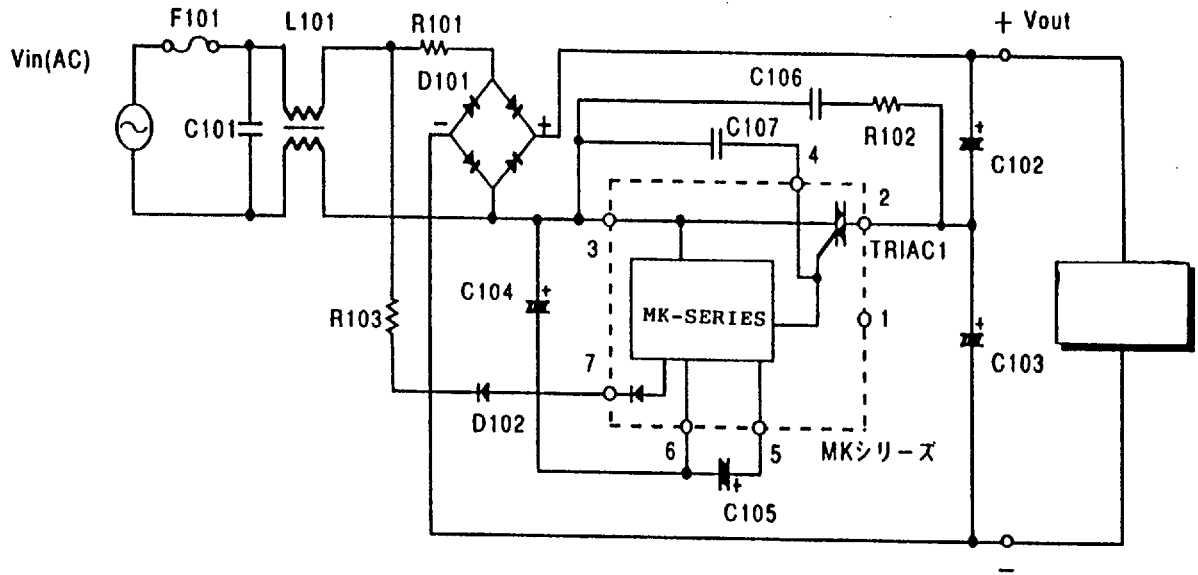 F101
L101
R101
+ Vout
Vin(AC)
D101
C106
−
+
C101
C107
R102
+
C102
4
2
3
TRIAC1
C104
+
MK-SERIES
R103
1
+
C103
7
D102
6
5
MKシリーズ
+
C105
−